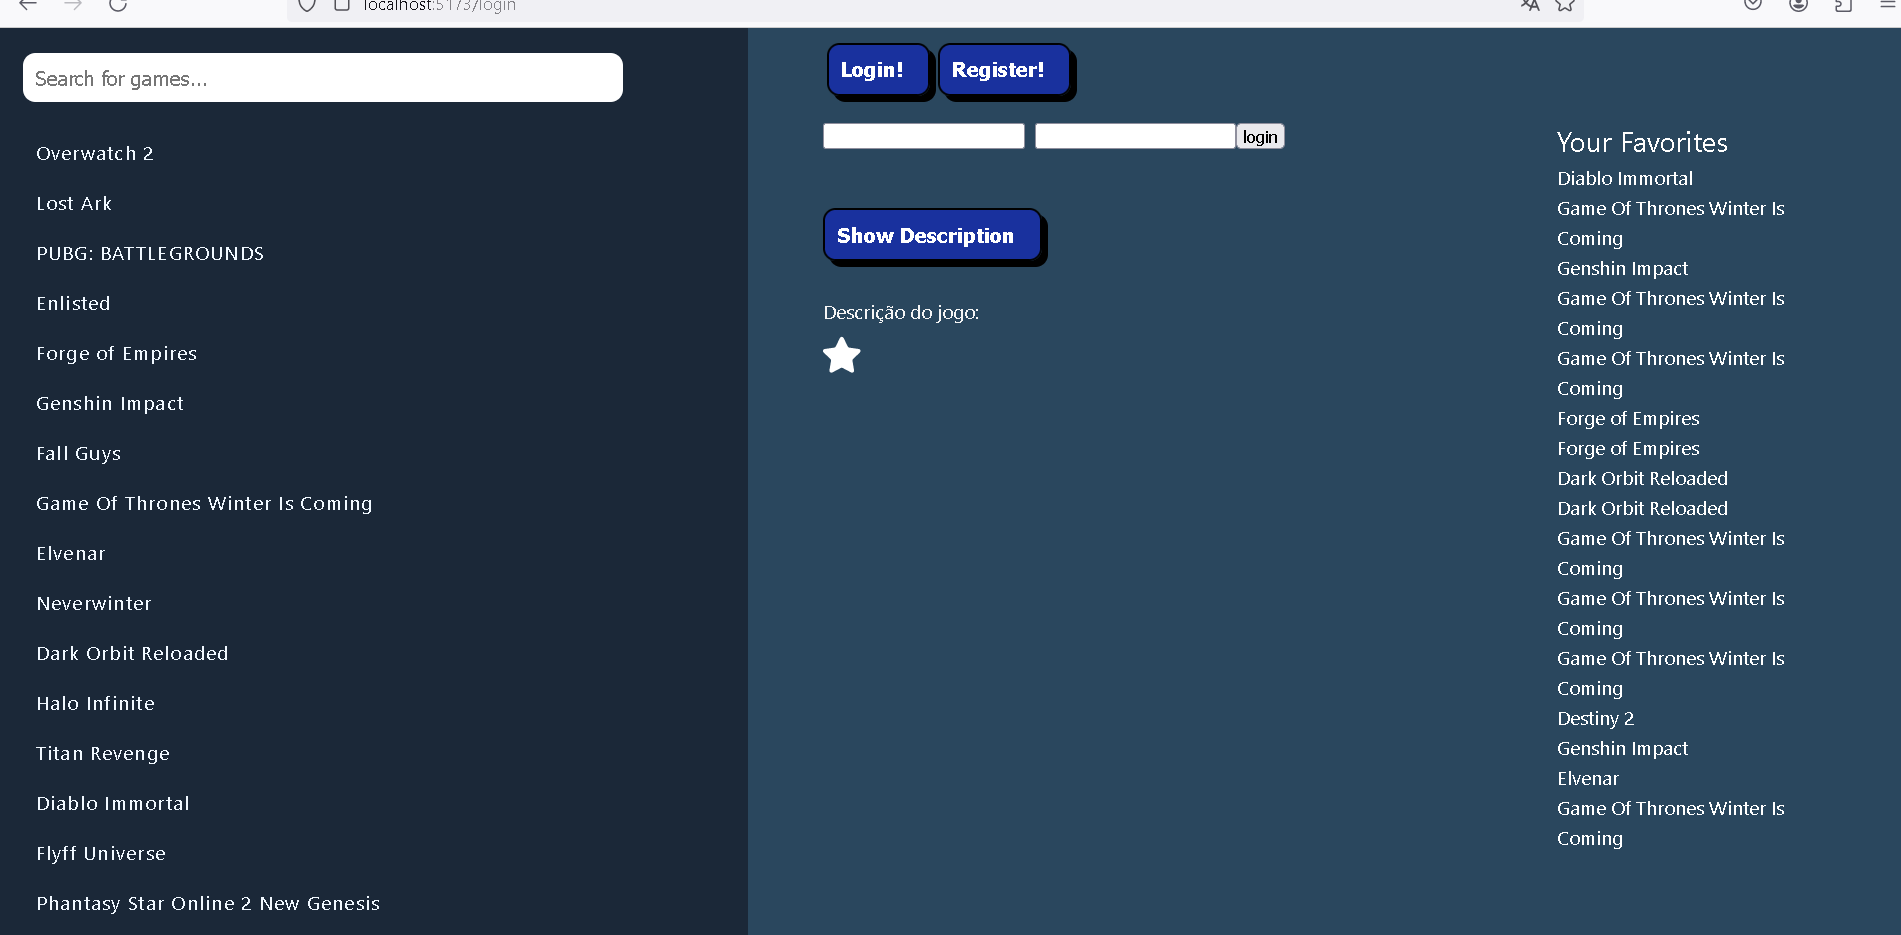 localhost:5173/login
Search for games...
Overwatch 2
Lost Ark
PUBG: BATTLEGROUNDS
Enlisted
Forge of Empires
Genshin Impact
Fall Guys
Game Of Thrones Winter Is Coming
Elvenar
Neverwinter
Dark Orbit Reloaded
Halo Infinite
Titan Revenge
Diablo Immortal
Flyff Universe
Phantasy Star Online 2 New Genesis
Login! Register!
login
Show Description
Descrição do jogo:
Your Favorites
Diablo Immortal
Game Of Thrones Winter Is
Coming
Genshin Impact
Game Of Thrones Winter Is
Coming
Game Of Thrones Winter Is
Coming
Forge of Empires
Forge of Empires
Dark Orbit Reloaded
Dark Orbit Reloaded
Game Of Thrones Winter Is
Coming
Game Of Thrones Winter Is
Coming
Game Of Thrones Winter Is
Coming
Destiny 2
Genshin Impact
Elvenar
Game Of Thrones Winter Is
Coming